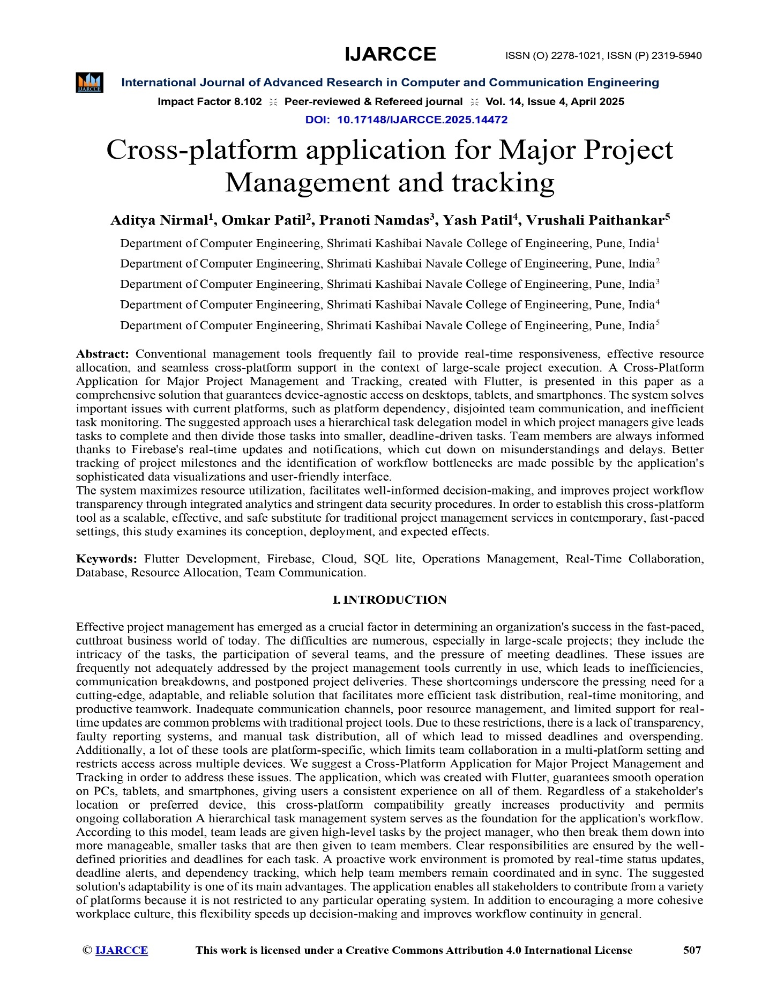 IJARCCE
ISSN (O) 2278-1021, ISSN (P) 2319-5940
IJARCCE
International Journal of Advanced Research in Computer and Communication Engineering
Impact Factor 8.102 ⁝⁝ Peer-reviewed & Refereed journal ⁝⁝ Vol. 14, Issue 4, April 2025
DOI: 10.17148/IJARCCE.2025.14472
Cross-platform application for Major Project
Management and tracking
Aditya Nirmal¹, Omkar Patil², Pranoti Namdas³, Yash Patil⁴, Vrushali Paithankar⁵
Department of Computer Engineering, Shrimati Kashibai Navale College of Engineering, Pune, India¹
Department of Computer Engineering, Shrimati Kashibai Navale College of Engineering, Pune, India²
Department of Computer Engineering, Shrimati Kashibai Navale College of Engineering, Pune, India³
Department of Computer Engineering, Shrimati Kashibai Navale College of Engineering, Pune, India⁴
Department of Computer Engineering, Shrimati Kashibai Navale College of Engineering, Pune, India⁵
Abstract: Conventional management tools frequently fail to provide real-time responsiveness, effective resource
allocation, and seamless cross-platform support in the context of large-scale project execution. A Cross-Platform
Application for Major Project Management and Tracking, created with Flutter, is presented in this paper as a
comprehensive solution that guarantees device-agnostic access on desktops, tablets, and smartphones. The system solves
important issues with current platforms, such as platform dependency, disjointed team communication, and inefficient
task monitoring. The suggested approach uses a hierarchical task delegation model in which project managers give leads
tasks to complete and then divide those tasks into smaller, deadline-driven tasks. Team members are always informed
thanks to Firebase's real-time updates and notifications, which cut down on misunderstandings and delays. Better
tracking of project milestones and the identification of workflow bottlenecks are made possible by the application's
sophisticated data visualizations and user-friendly interface.
The system maximizes resource utilization, facilitates well-informed decision-making, and improves project workflow
transparency through integrated analytics and stringent data security procedures. In order to establish this cross-platform
tool as a scalable, effective, and safe substitute for traditional project management services in contemporary, fast-paced
settings, this study examines its conception, deployment, and expected effects.
Keywords: Flutter Development, Firebase, Cloud, SQL lite, Operations Management, Real-Time Collaboration,
Database, Resource Allocation, Team Communication.
I. INTRODUCTION
Effective project management has emerged as a crucial factor in determining an organization's success in the fast-paced,
cutthroat business world of today. The difficulties are numerous, especially in large-scale projects; they include the
intricacy of the tasks, the participation of several teams, and the pressure of meeting deadlines. These issues are
frequently not adequately addressed by the project management tools currently in use, which leads to inefficiencies,
communication breakdowns, and postponed project deliveries. These shortcomings underscore the pressing need for a
cutting-edge, adaptable, and reliable solution that facilitates more efficient task distribution, real-time monitoring, and
productive teamwork. Inadequate communication channels, poor resource management, and limited support for real-
time updates are common problems with traditional project tools. Due to these restrictions, there is a lack of transparency,
faulty reporting systems, and manual task distribution, all of which lead to missed deadlines and overspending.
Additionally, a lot of these tools are platform-specific, which limits team collaboration in a multi-platform setting and
restricts access across multiple devices. We suggest a Cross-Platform Application for Major Project Management and
Tracking in order to address these issues. The application, which was created with Flutter, guarantees smooth operation
on PCs, tablets, and smartphones, giving users a consistent experience on all of them. Regardless of a stakeholder's
location or preferred device, this cross-platform compatibility greatly increases productivity and permits
ongoing collaboration A hierarchical task management system serves as the foundation for the application's workflow.
According to this model, team leads are given high-level tasks by the project manager, who then break them down into
more manageable, smaller tasks that are then given to team members. Clear responsibilities are ensured by the well-
defined priorities and deadlines for each task. A proactive work environment is promoted by real-time status updates,
deadline alerts, and dependency tracking, which help team members remain coordinated and in sync. The suggested
solution's adaptability is one of its main advantages. The application enables all stakeholders to contribute from a variety
of platforms because it is not restricted to any particular operating system. In addition to encouraging a more cohesive
workplace culture, this flexibility speeds up decision-making and improves workflow continuity in general.
© IJARCCE This work is licensed under a Creative Commons Attribution 4.0 International License 507